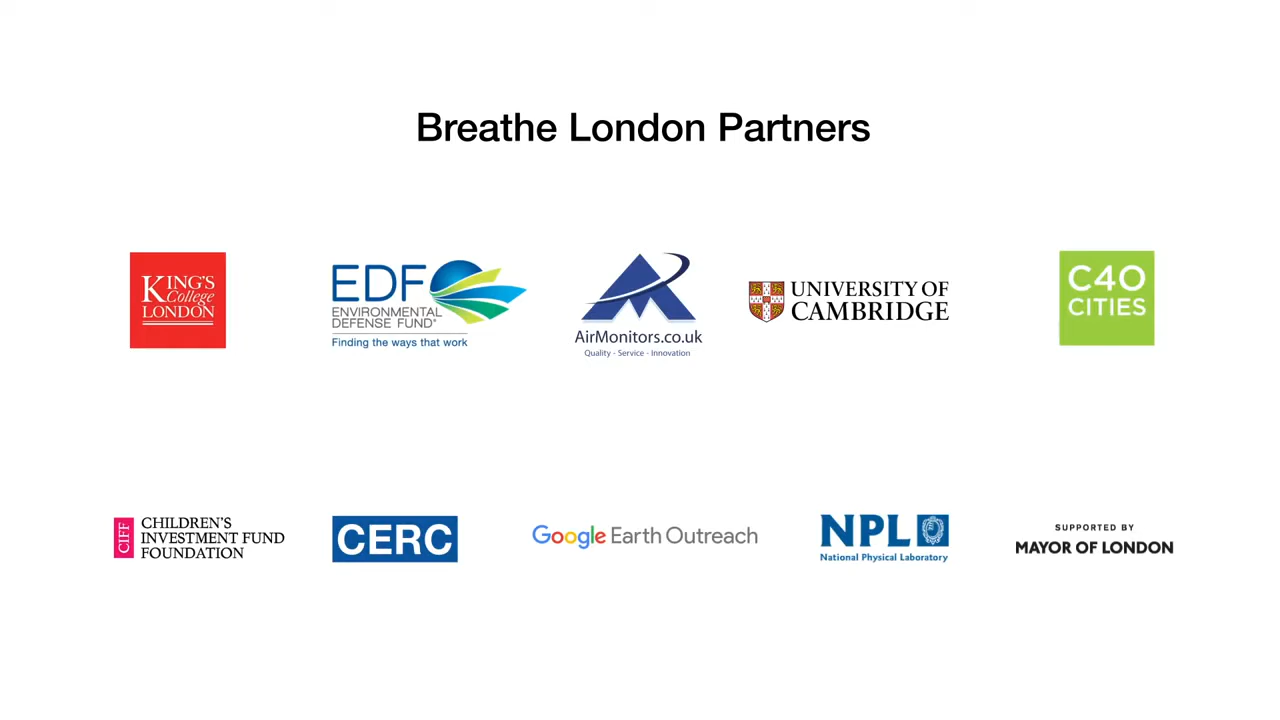 Breathe London Partners
KING'S
College
LONDON
EDF
ENVIRONMENTAL
DEFENSE FUND®
Finding the ways that work
AirMonitors.co.uk
Quality - Service - Innovation
UNIVERSITY OF
CAMBRIDGE
C40
CITIES
CIFF
CHILDREN'S
INVESTMENT FUND
FOUNDATION
CERC
Google Earth Outreach
NPL
National Physical Laboratory
SUPPORTED BY
MAYOR OF LONDON